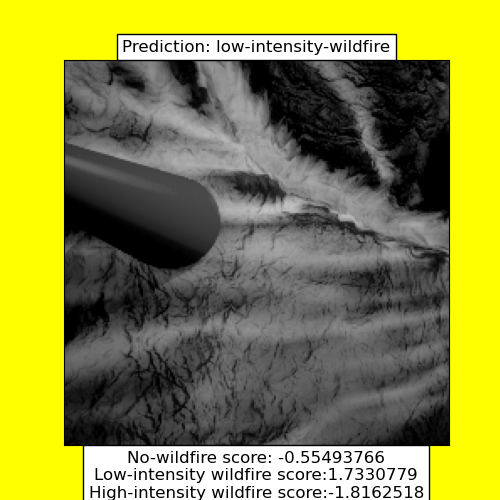 Prediction: low-intensity-wildfire
No-wildfire score: -0.55493766
Low-intensity wildfire score:1.7330779
High-intensity wildfire score:-1.8162518